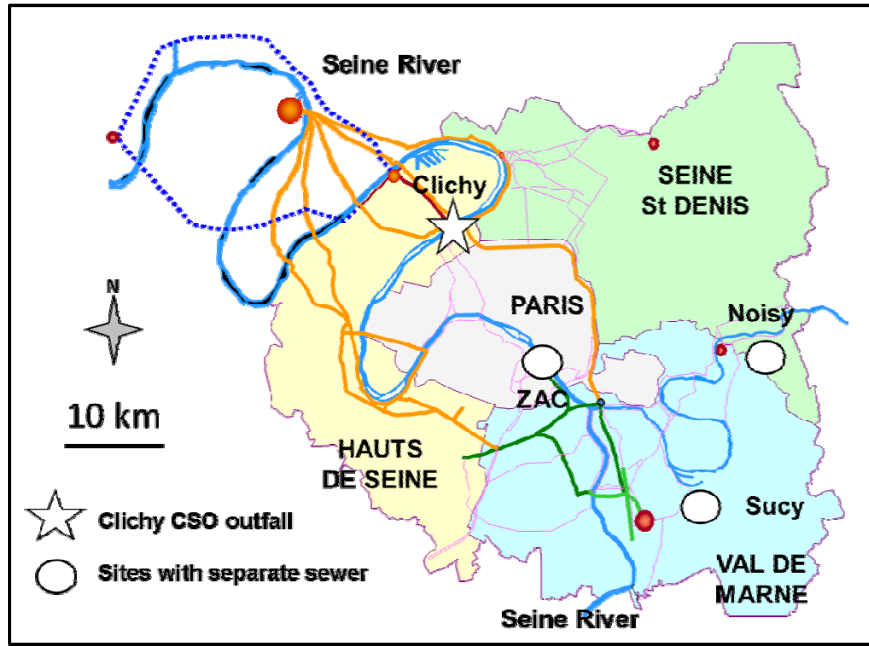 Seine River
Clichy
SEINE
St DENIS
N
PARIS
Noisy
10 km
ZAC
HAUTS
DE SEINE
Sucy
Clichy CSO outfall
Sites with separate sewer
VAL DE
MARNE
Seine River